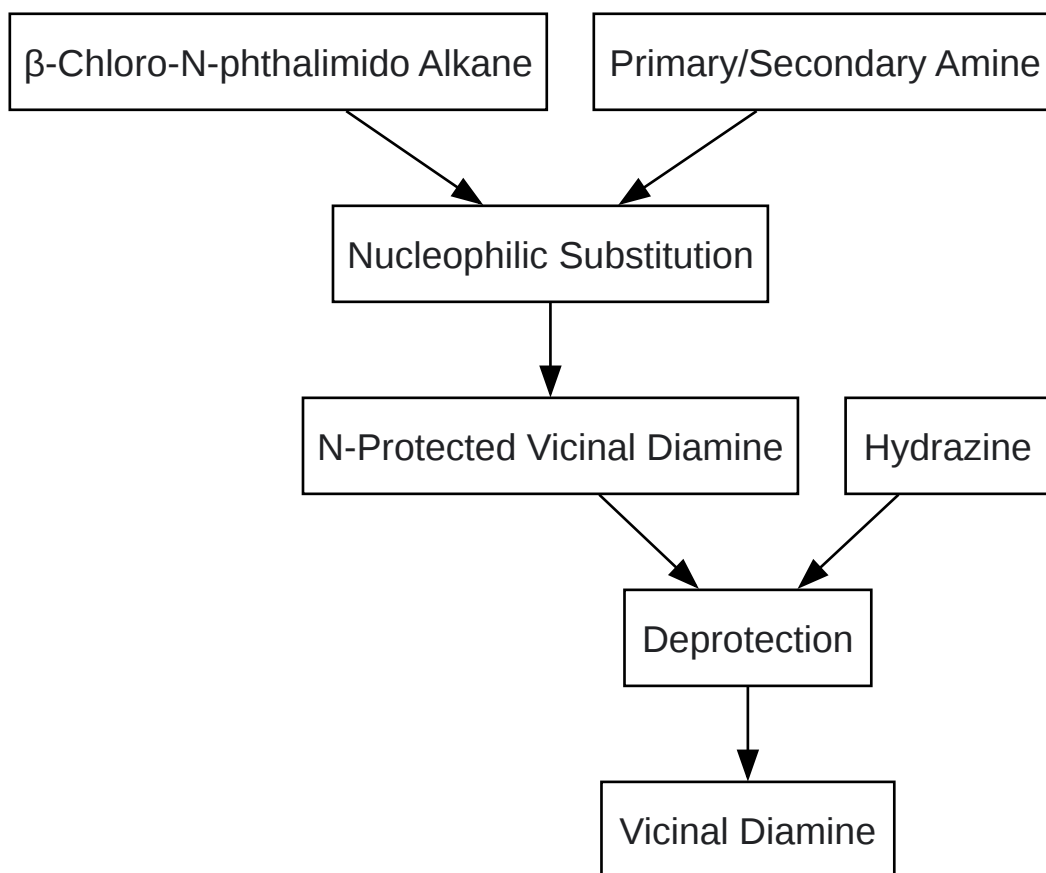 β-Chloro-N-phthalimido Alkane
Primary/Secondary Amine
Nucleophilic Substitution
N-Protected Vicinal Diamine
Hydrazine
Deprotection
Vicinal Diamine